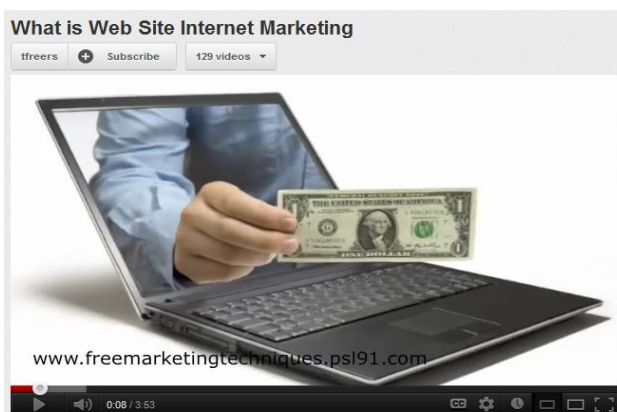 What is Web Site Internet Marketing
tfreers Subscribe 129 videos
THE UNITED STATES OF AMERICA
ONE DOLLAR
www.freemarketingtechniques.psl91.com
0:08 / 3:53 CC